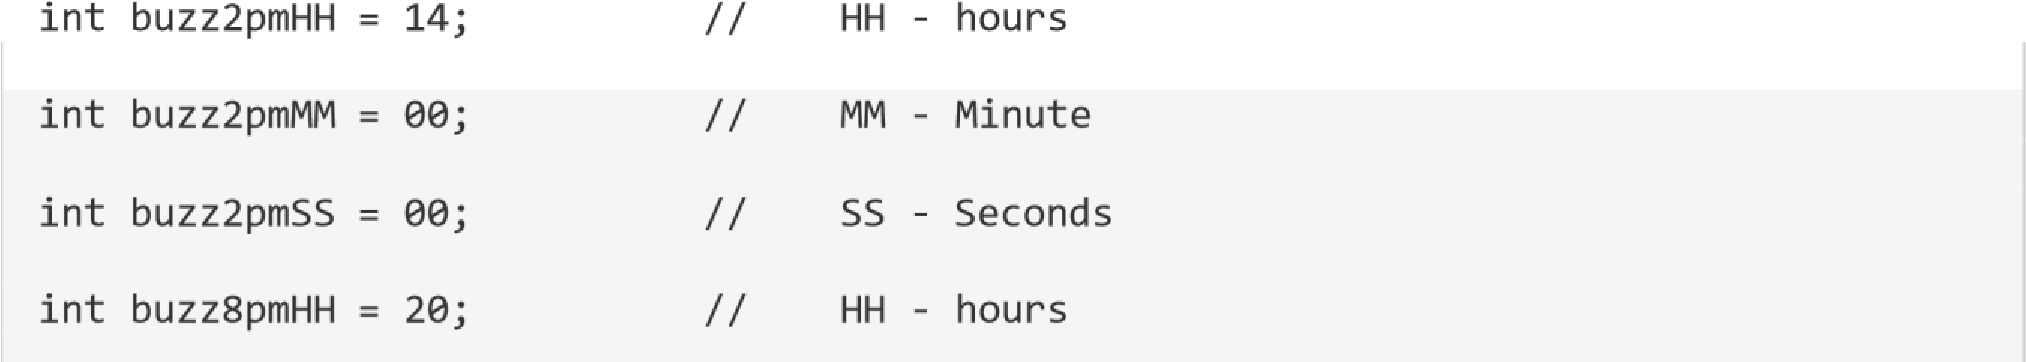 int buzz2pmHH = 14;          //    HH - hours
int buzz2pmMM = 00;          //    MM - Minute
int buzz2pmSS = 00;          //    SS - Seconds
int buzz8pmHH = 20;          //    HH - hours